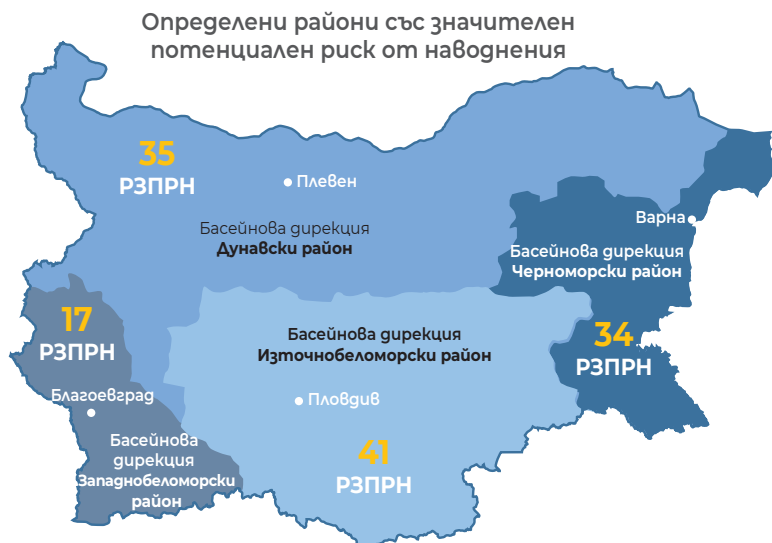 Определени райони със значителен
потенциален риск от наводнения
35
РЗПРН
Плевен
Басейнова дирекция
Дунавски район
Варна
Басейнова дирекция
Черноморски район
17
РЗПРН
Басейнова дирекция
Източнобеломорски район
34
РЗПРН
Благоевград
Пловдив
Басейнова
дирекция
Западнобеломорски
район
41
РЗПРН